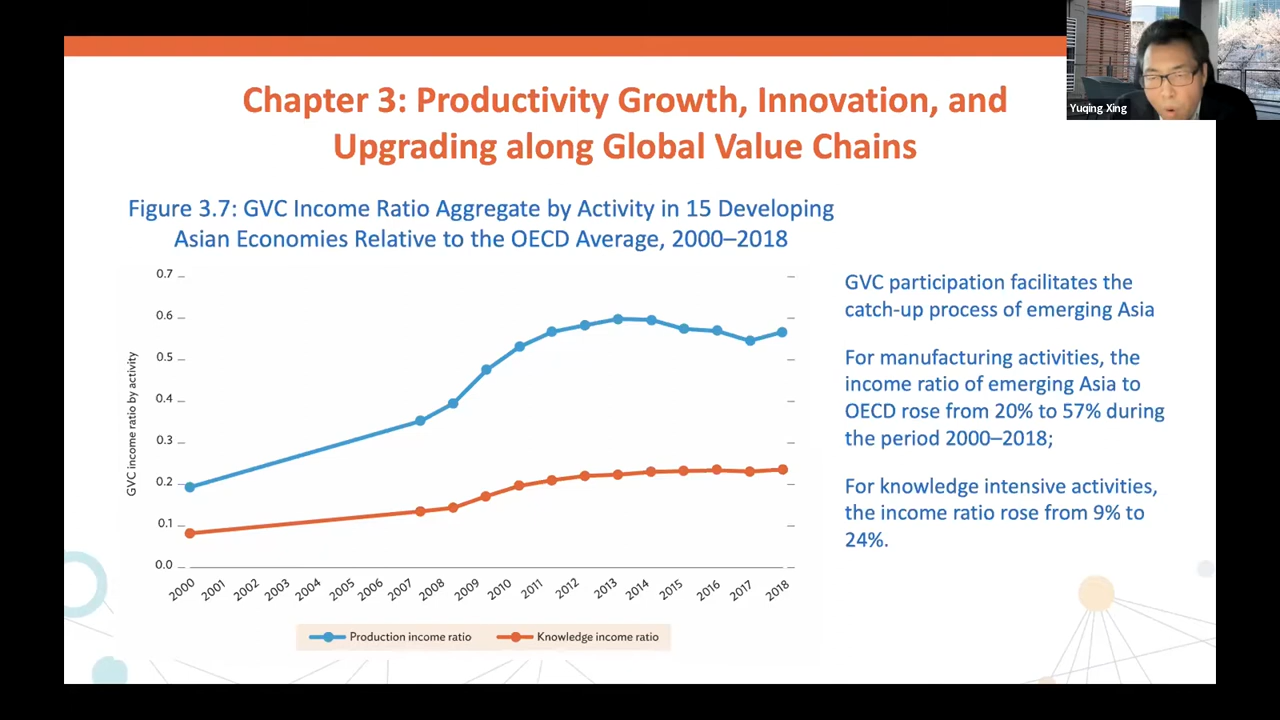 Chapter 3: Productivity Growth, Innovation, and
Upgrading along Global Value Chains
Yuqing Xing
Figure 3.7: GVC Income Ratio Aggregate by Activity in 15 Developing
Asian Economies Relative to the OECD Average, 2000–2018
GVC income ratio by activity
0.7
0.6
0.5
0.4
0.3
0.2
0.1
0.0
2000
2001
2002
2003
2004
2005
2006
2007
2008
2009
2010
2011
2012
2013
2014
2015
2016
2017
2018
Production income ratio
Knowledge income ratio
GVC participation facilitates the
catch-up process of emerging Asia
For manufacturing activities, the
income ratio of emerging Asia to
OECD rose from 20% to 57% during
the period 2000–2018;
For knowledge intensive activities,
the income ratio rose from 9% to
24%.